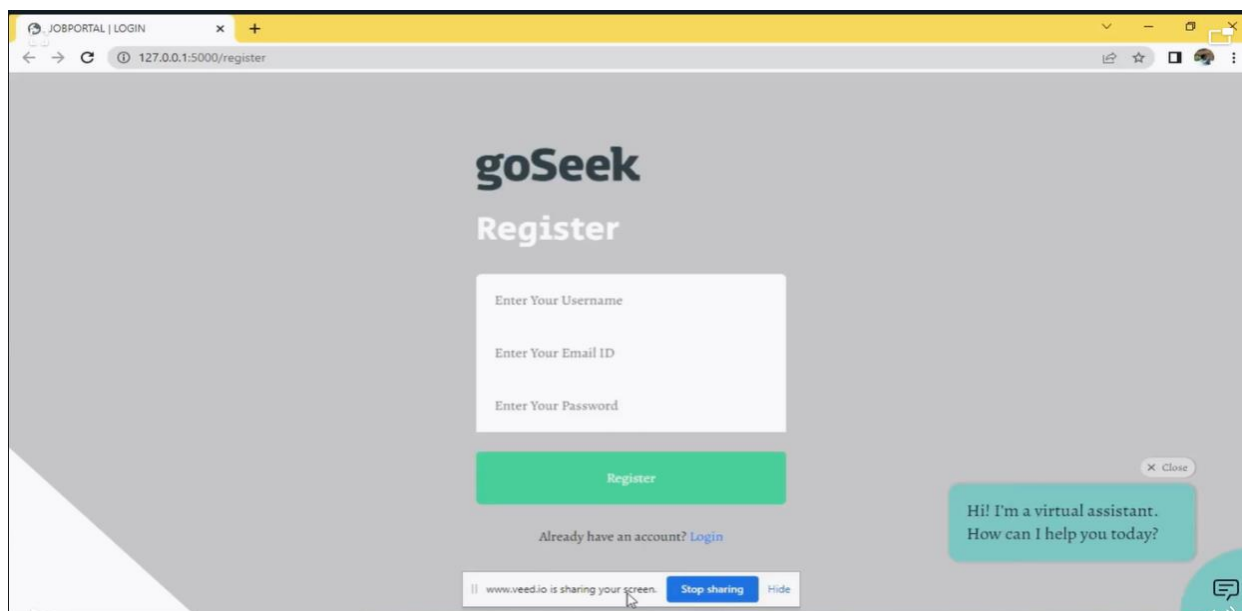 JOBPORTAL | LOGIN
127.0.0.1:5000/register
goSeek
Register
Enter Your Username
Enter Your Email ID
Enter Your Password
Register
Already have an account? Login
× Close
Hi! I'm a virtual assistant.
How can I help you today?
www.veed.io is sharing your screen. Stop sharing Hide